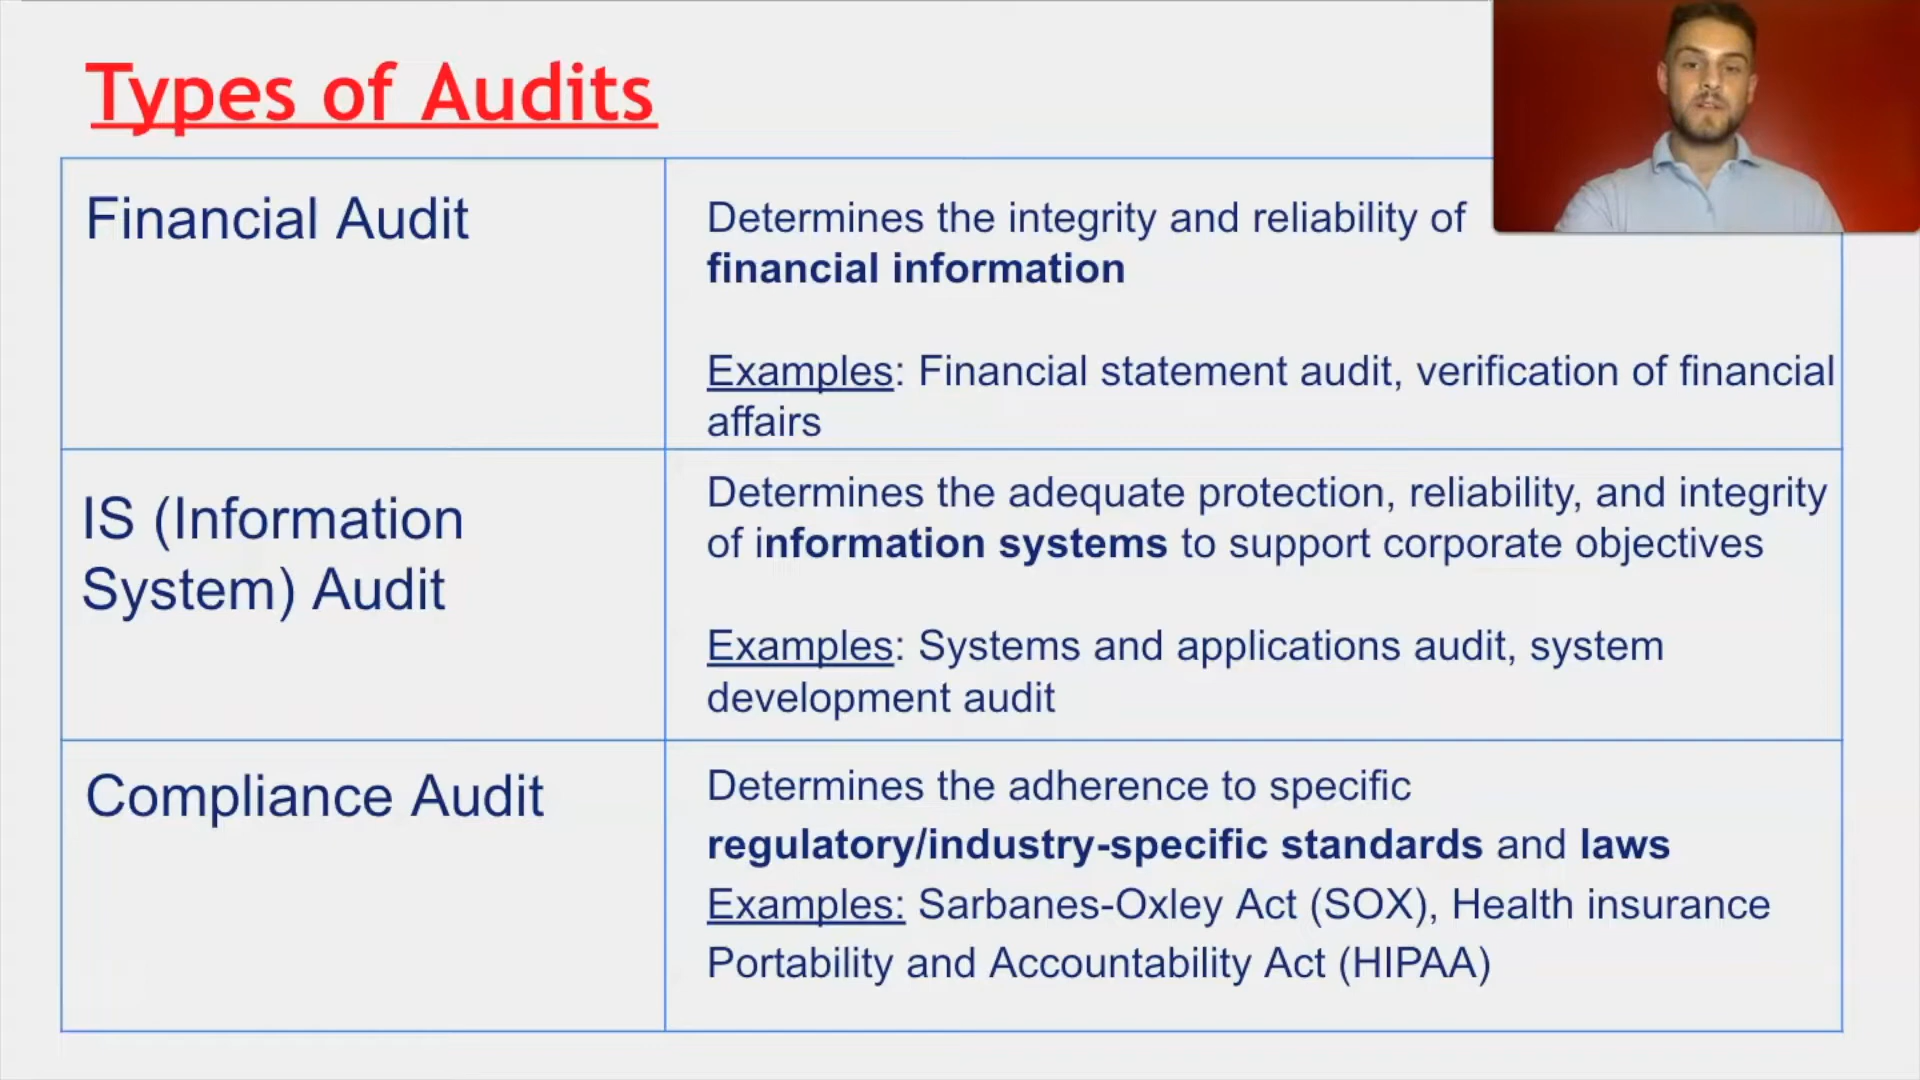 Types of Audits
Financial Audit
Determines the integrity and reliability of
financial information
Examples: Financial statement audit, verification of financial
affairs
IS (Information
System) Audit
Determines the adequate protection, reliability, and integrity
of information systems to support corporate objectives
Examples: Systems and applications audit, system
development audit
Compliance Audit
Determines the adherence to specific
regulatory/industry-specific standards and laws
Examples: Sarbanes-Oxley Act (SOX), Health insurance
Portability and Accountability Act (HIPAA)